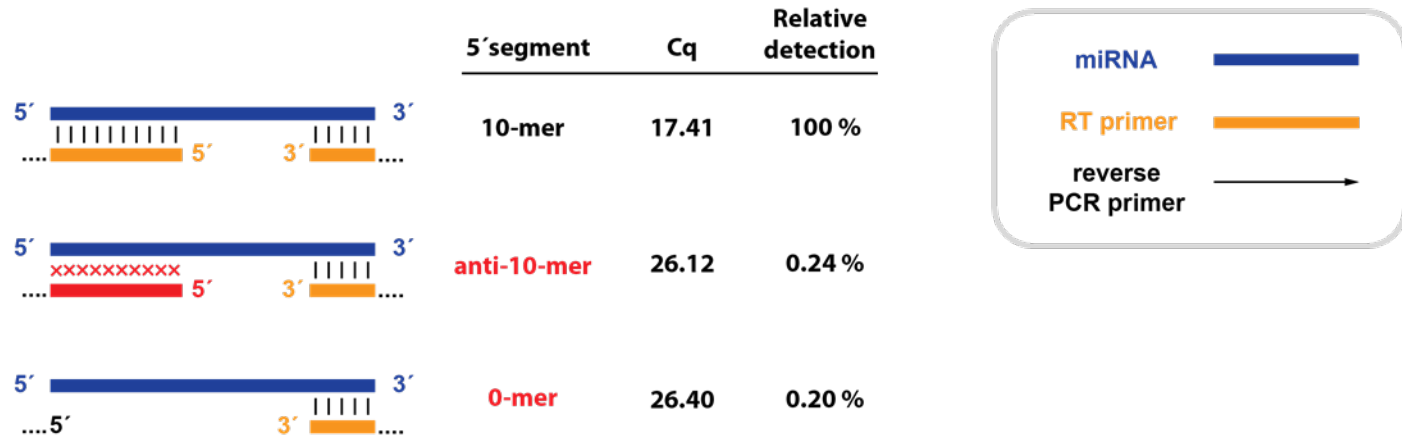 5´segment Cq Relative detection
5´ 3´
.... 5´ 3´ ....
10-mer 17.41 100 %
5´ 3´
××××××××××
.... 5´ 3´ ....
anti-10-mer 26.12 0.24 %
5´ 3´
....5´ 3´ ....
0-mer 26.40 0.20 %
miRNA
RT primer
reverse
PCR primer